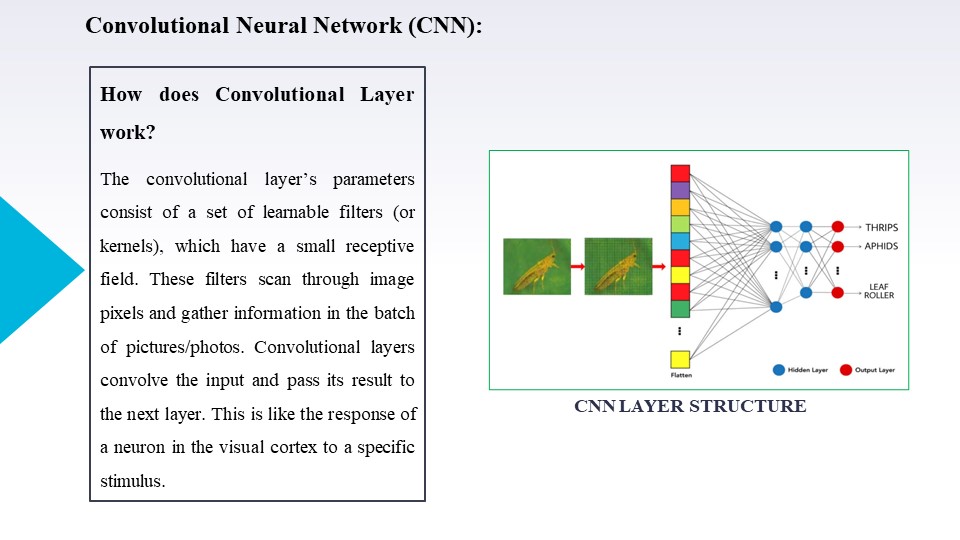 Convolutional Neural Network (CNN):
How does Convolutional Layer
work?
The convolutional layer’s parameters
consist of a set of learnable filters (or
kernels), which have a small receptive
field. These filters scan through image
pixels and gather information in the batch
of pictures/photos. Convolutional layers
convolve the input and pass its result to
the next layer. This is like the response of
a neuron in the visual cortex to a specific
stimulus.
THRIPS
APHIDS
LEAF
ROLLER
Flatten
Hidden Layer
Output Layer
CNN LAYER STRUCTURE